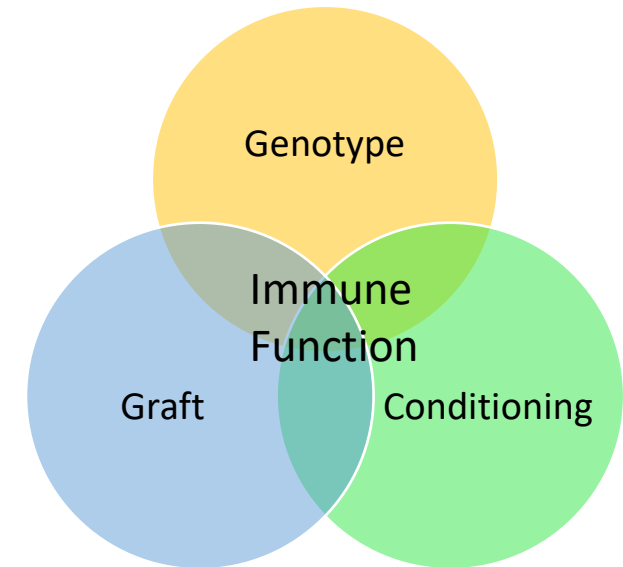 Genotype
Immune
Function
Graft
Conditioning